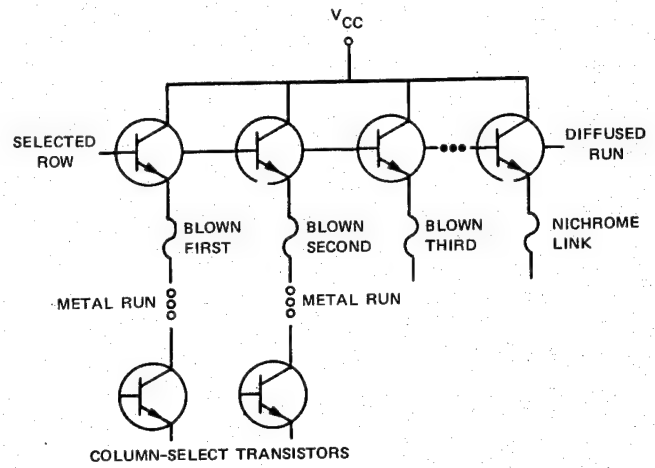 VCC
SELECTED
ROW
DIFFUSED
RUN
BLOWN
FIRST
BLOWN
SECOND
BLOWN
THIRD
NICHROME
LINK
METAL RUN
METAL RUN
COLUMN-SELECT TRANSISTORS